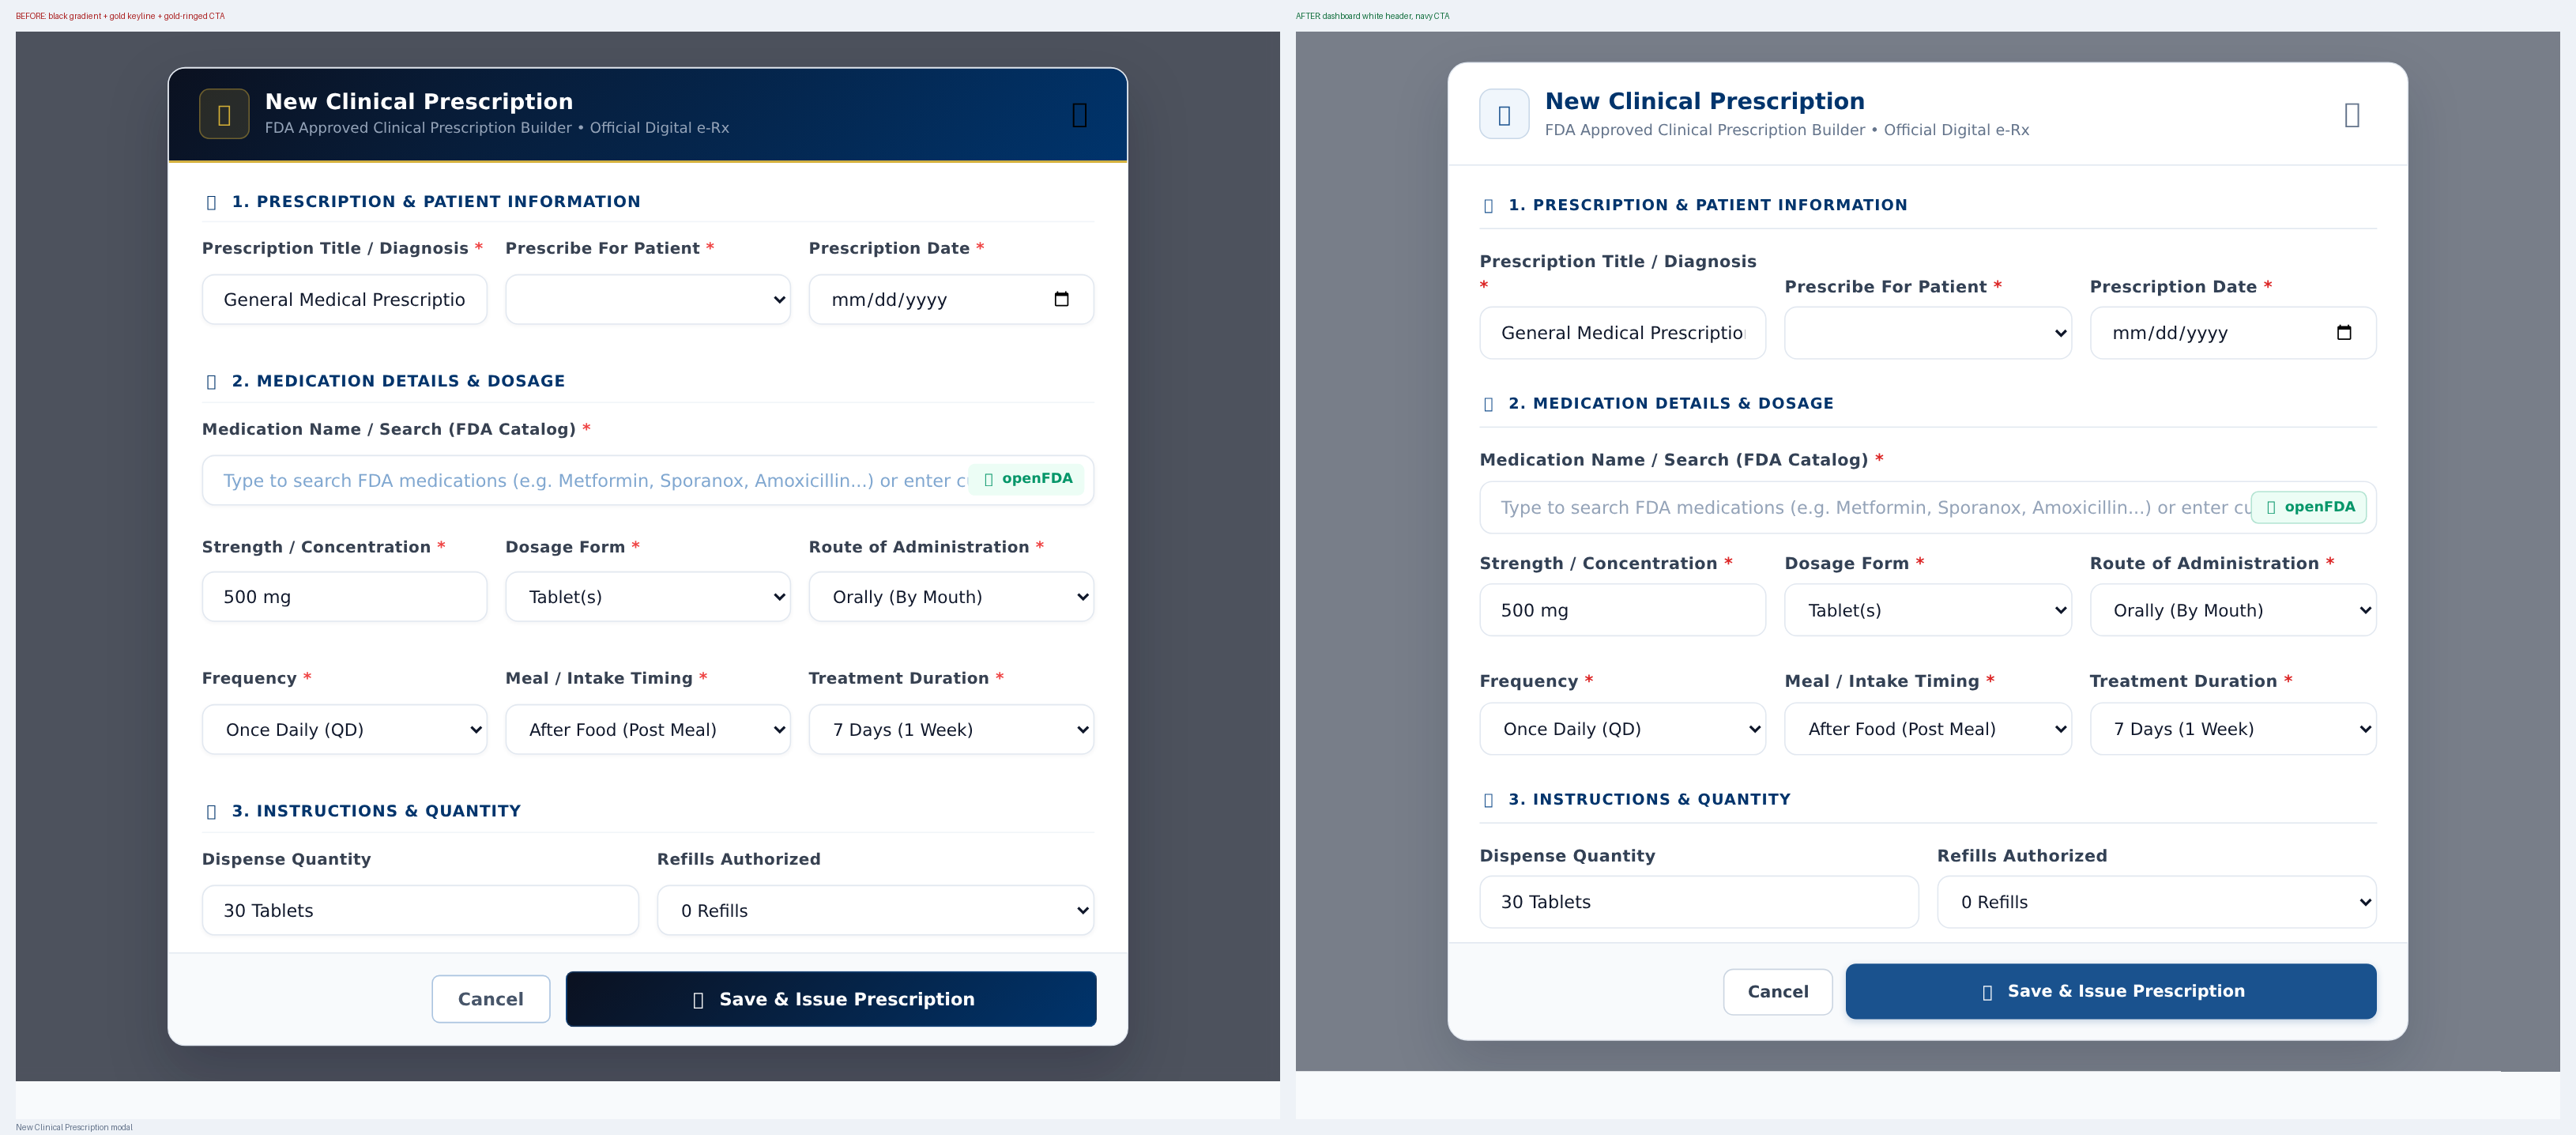 BEFORE: black gradient + gold keyline + gold-ringed CTA
New Clinical Prescription
FDA Approved Clinical Prescription Builder • Official Digital e-Rx
1. PRESCRIPTION & PATIENT INFORMATION
Prescription Title / Diagnosis * Prescribe For Patient * Prescription Date *
General Medical Prescriptio mm/dd/yyyy
2. MEDICATION DETAILS & DOSAGE
Medication Name / Search (FDA Catalog) *
Type to search FDA medications (e.g. Metformin, Sporanox, Amoxicillin...) or enter c openFDA
Strength / Concentration * Dosage Form * Route of Administration *
500 mg Tablet(s) Orally (By Mouth)
Frequency * Meal / Intake Timing * Treatment Duration *
Once Daily (QD) After Food (Post Meal) 7 Days (1 Week)
3. INSTRUCTIONS & QUANTITY
Dispense Quantity Refills Authorized
30 Tablets 0 Refills
Cancel Save & Issue Prescription
New Clinical Prescription modal
AFTER: dashboard white header, navy CTA
New Clinical Prescription
FDA Approved Clinical Prescription Builder • Official Digital e-Rx
1. PRESCRIPTION & PATIENT INFORMATION
Prescription Title / Diagnosis
* Prescribe For Patient * Prescription Date *
General Medical Prescriptio mm/dd/yyyy
2. MEDICATION DETAILS & DOSAGE
Medication Name / Search (FDA Catalog) *
Type to search FDA medications (e.g. Metformin, Sporanox, Amoxicillin...) or enter cu openFDA
Strength / Concentration * Dosage Form * Route of Administration *
500 mg Tablet(s) Orally (By Mouth)
Frequency * Meal / Intake Timing * Treatment Duration *
Once Daily (QD) After Food (Post Meal) 7 Days (1 Week)
3. INSTRUCTIONS & QUANTITY
Dispense Quantity Refills Authorized
30 Tablets 0 Refills
Cancel Save & Issue Prescription